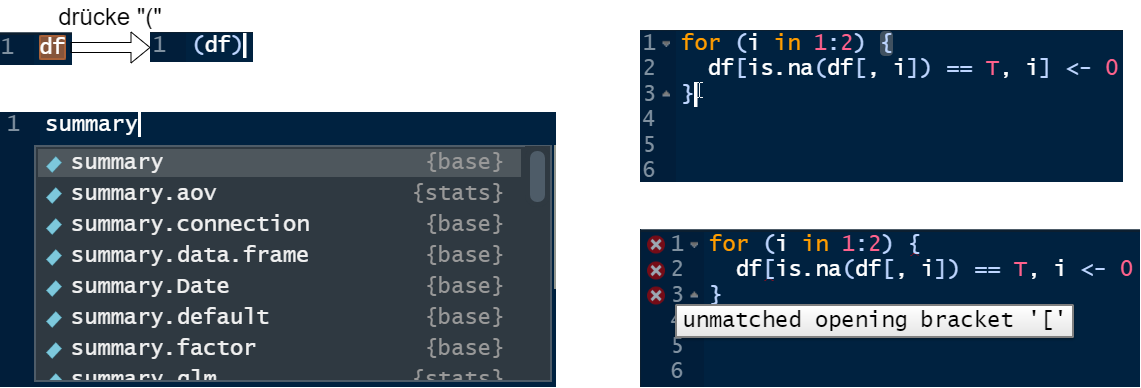 drücke "("
1 df
1 (df)
1 summary
summary {base}
summary.aov {stats}
summary.connection {base}
summary.data.frame {base}
summary.Date {base}
summary.default {base}
summary.factor {base}
summary.glm {stats}
1 for (i in 1:2) {
2 df[is.na(df[, i]) == T, i] <- 0
3 }
4
5
6
1 for (i in 1:2) {
2 df[is.na(df[, i]) == T, i <- 0
3 }
4
unmatched opening bracket '['
5
6